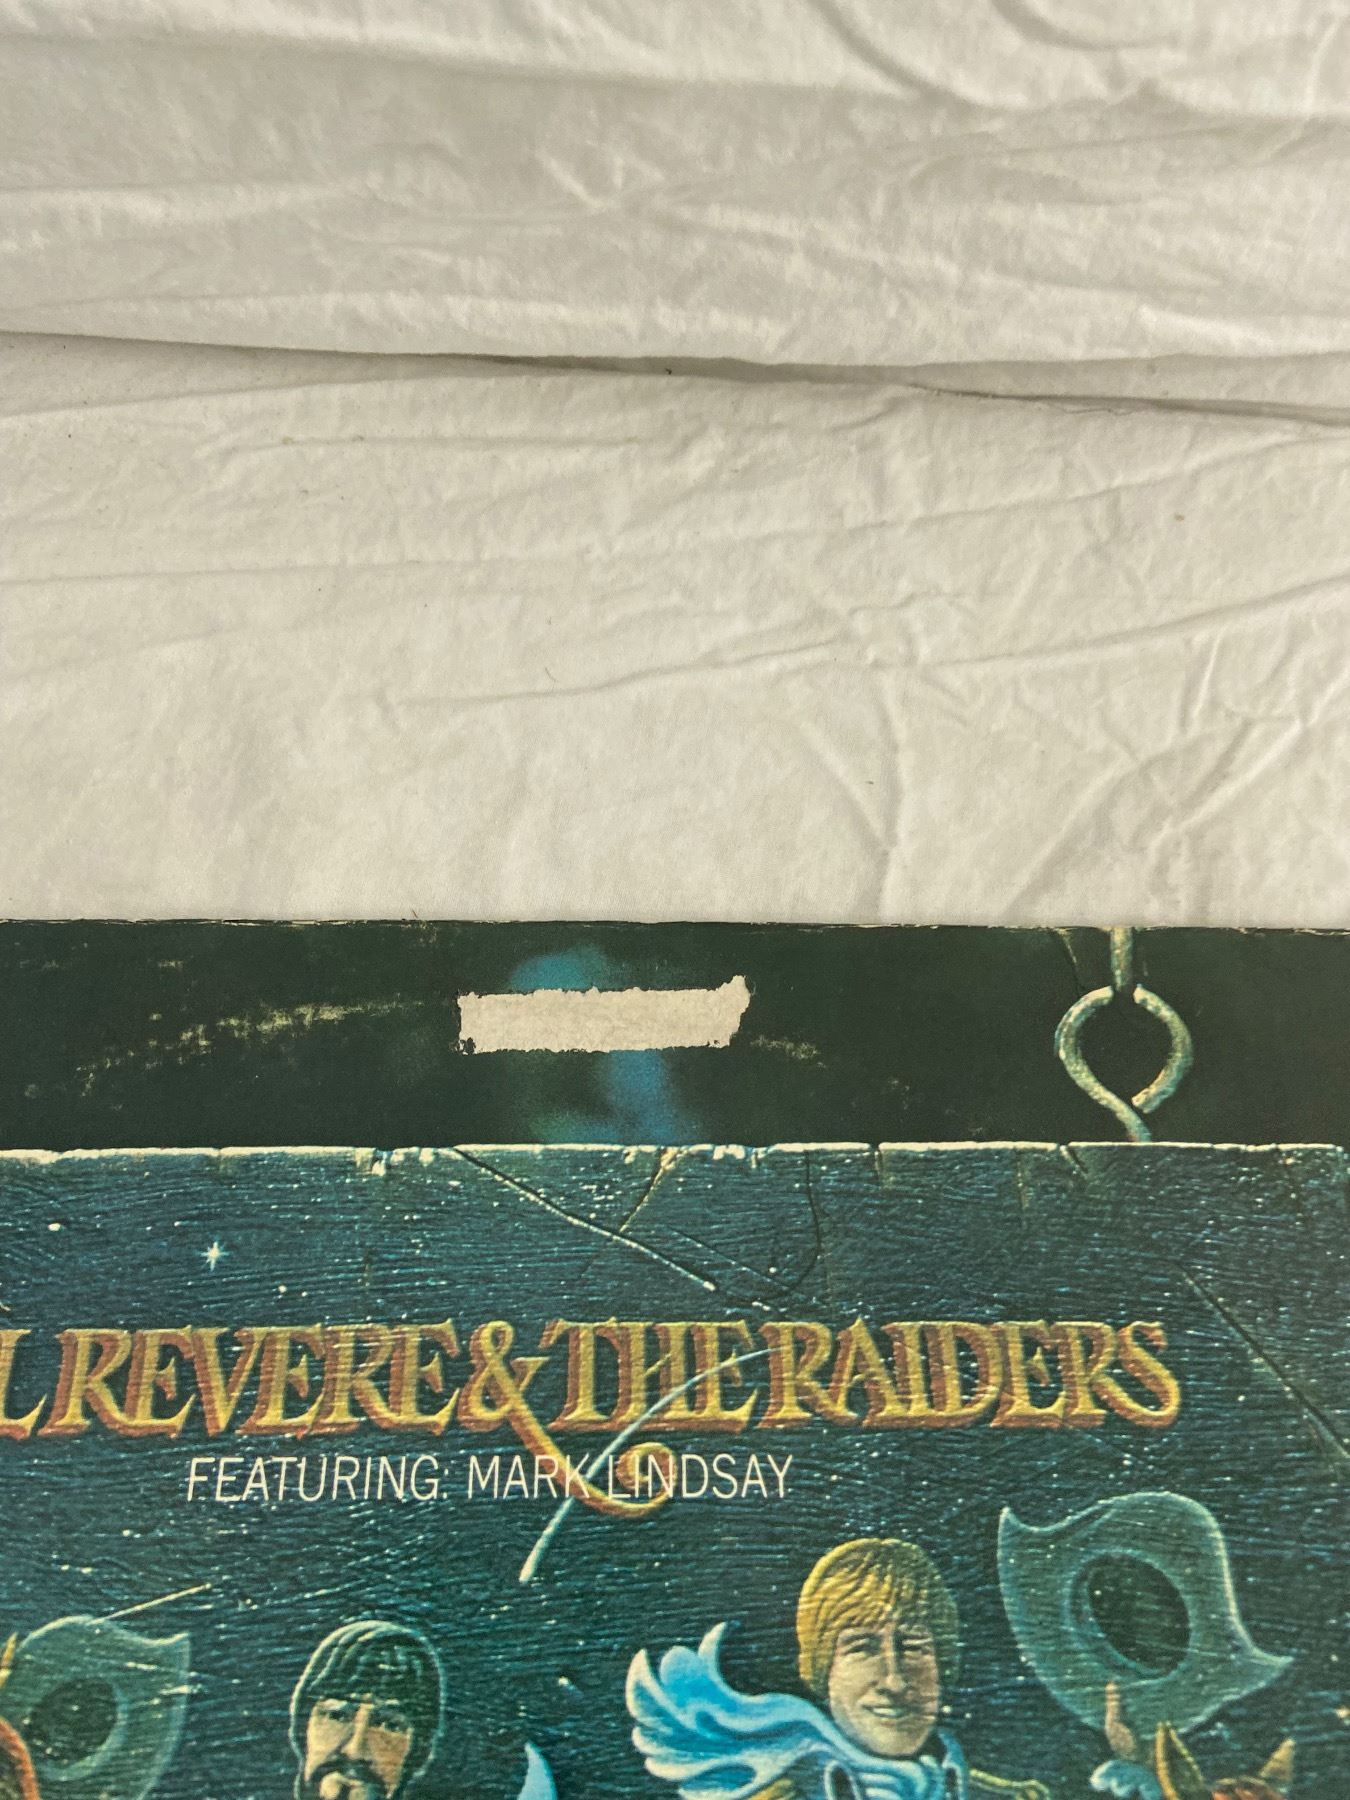 L REVERE & THE RAIDERS
FEATURING: MARK LINDSAY